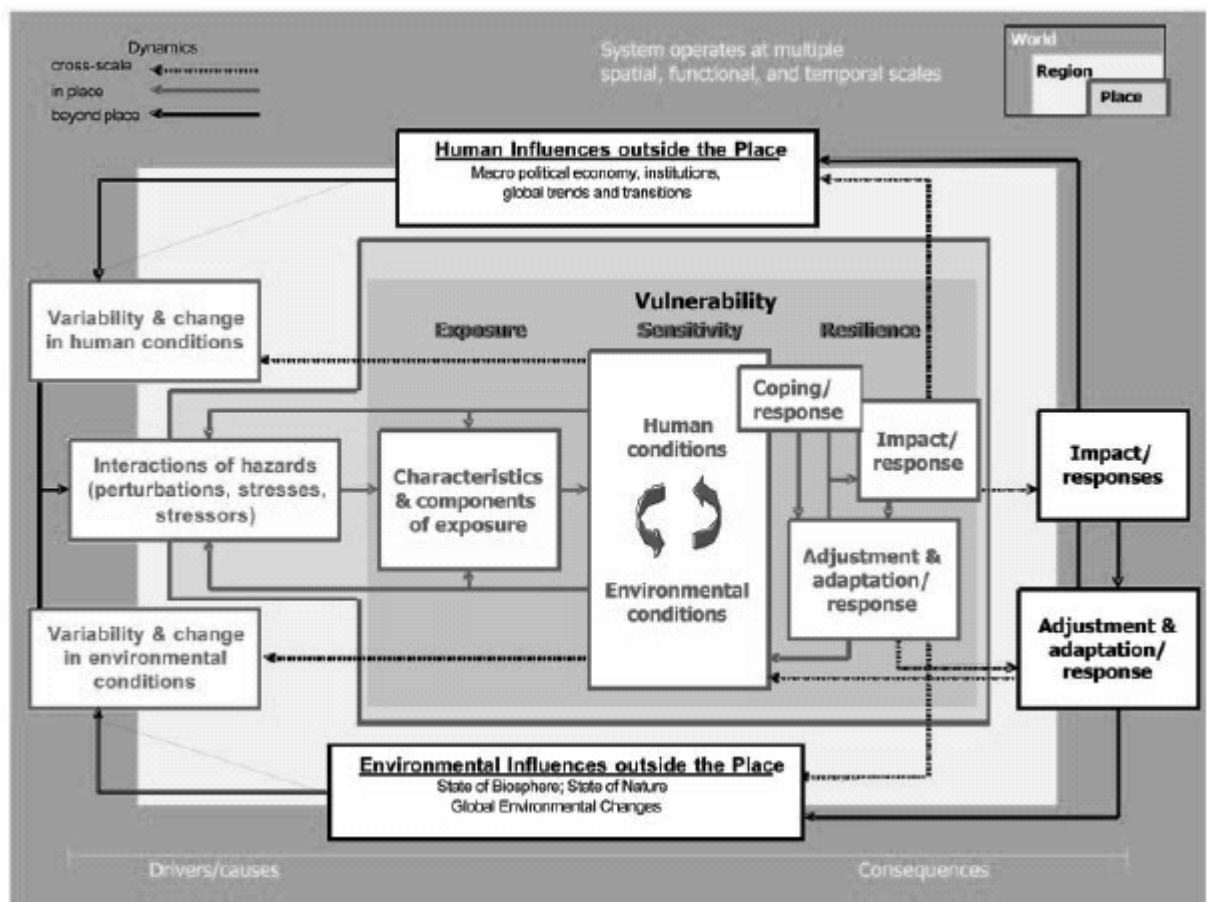 Dynamics
cross-scale
in place
beyond place
System operates at multiple
spatial, functional, and temporal scales
World
Region
Place
Human Influences outside the Place
Macro political economy, institutions,
global trends and transitions
Variability & change
in human conditions
Vulnerability
Exposure
Sensitivity
Resilience
Coping/
response
Human
conditions
Impact/
response
Impact/
responses
Interactions of hazards
(perturbations, stresses,
stressors)
Characteristics
& components
of exposure
Environmental
conditions
Adjustment &
adaptation/
response
Adjustment &
adaptation/
response
Variability & change
in environmental
conditions
Environmental Influences outside the Place
State of Biosphere; State of Nature
Global Environmental Changes
Drivers/causes
Consequences